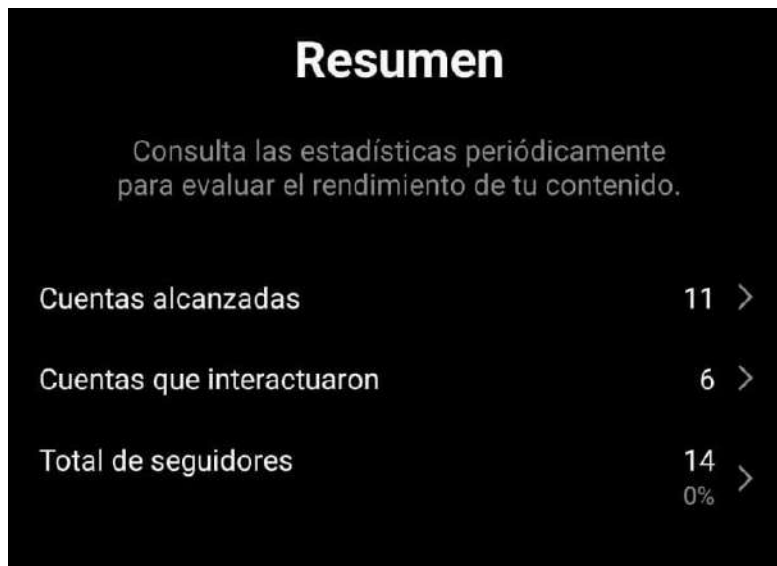 Resumen
Consulta las estadísticas periódicamente
para evaluar el rendimiento de tu contenido.
Cuentas alcanzadas 11
Cuentas que interactuaron 6
Total de seguidores 14
0%